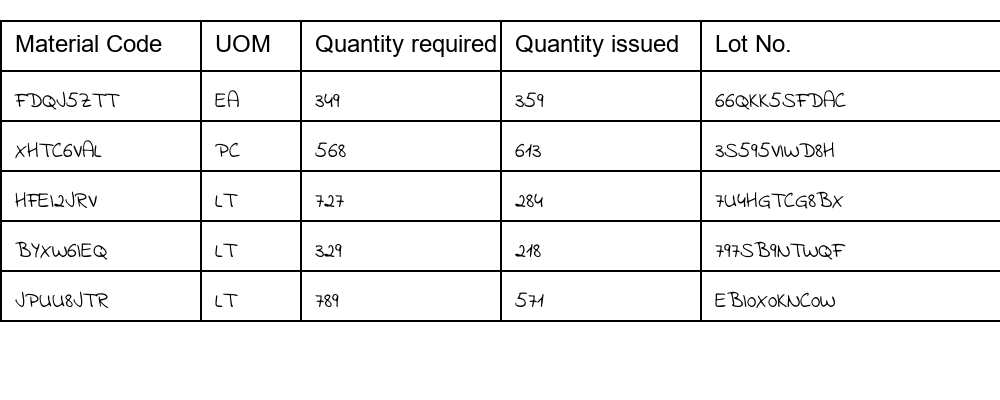 Material Code UOM Quantity required Quantity issued Lot No.
FDQJ5ZTT EA 349 359 66QKK5SFDAC
XHTC6VAL PC 568 613 3S595VIWD8H
HFEI2JRV LT 727 284 7U4HGTCG8BX
BYXW6IEQ LT 329 218 797SB9NTWQF
JPUU8JTR LT 789 571 EBIOXOKNCOW